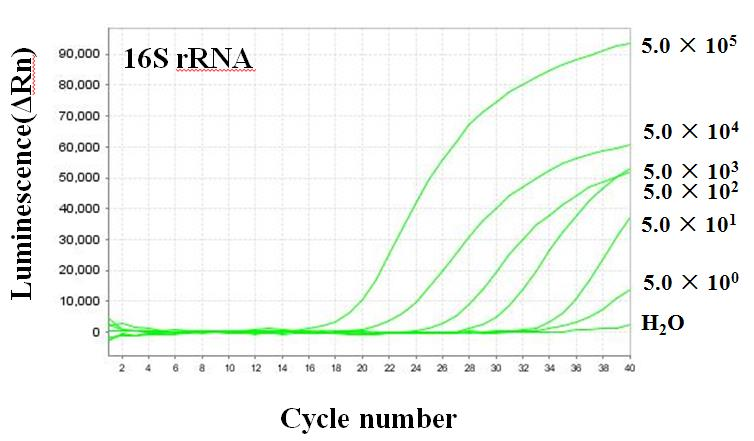 16S rRNA
Luminescence(ΔRn)
90,000
80,000
70,000
60,000
50,000
40,000
30,000
20,000
10,000
0
2 4 6 8 10 12 14 16 18 20 22 24 26 28 30 32 34 36 38 40
Cycle number
5.0 × 10⁵
5.0 × 10⁴
5.0 × 10³
5.0 × 10²
5.0 × 10¹
5.0 × 10⁰
H₂O